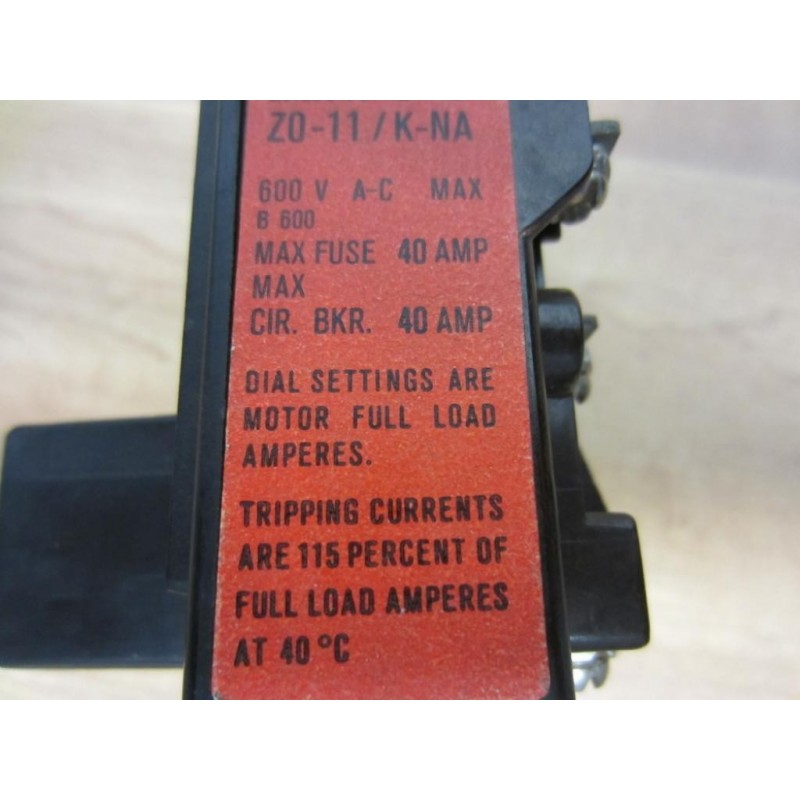 ZO-11/K-NA
600 V A-C MAX
B 600
MAX FUSE 40 AMP
MAX
CIR. BKR. 40 AMP
DIAL SETTINGS ARE
MOTOR FULL LOAD
AMPERES.
TRIPPING CURRENTS
ARE 115 PERCENT OF
FULL LOAD AMPERES
AT 40 °C